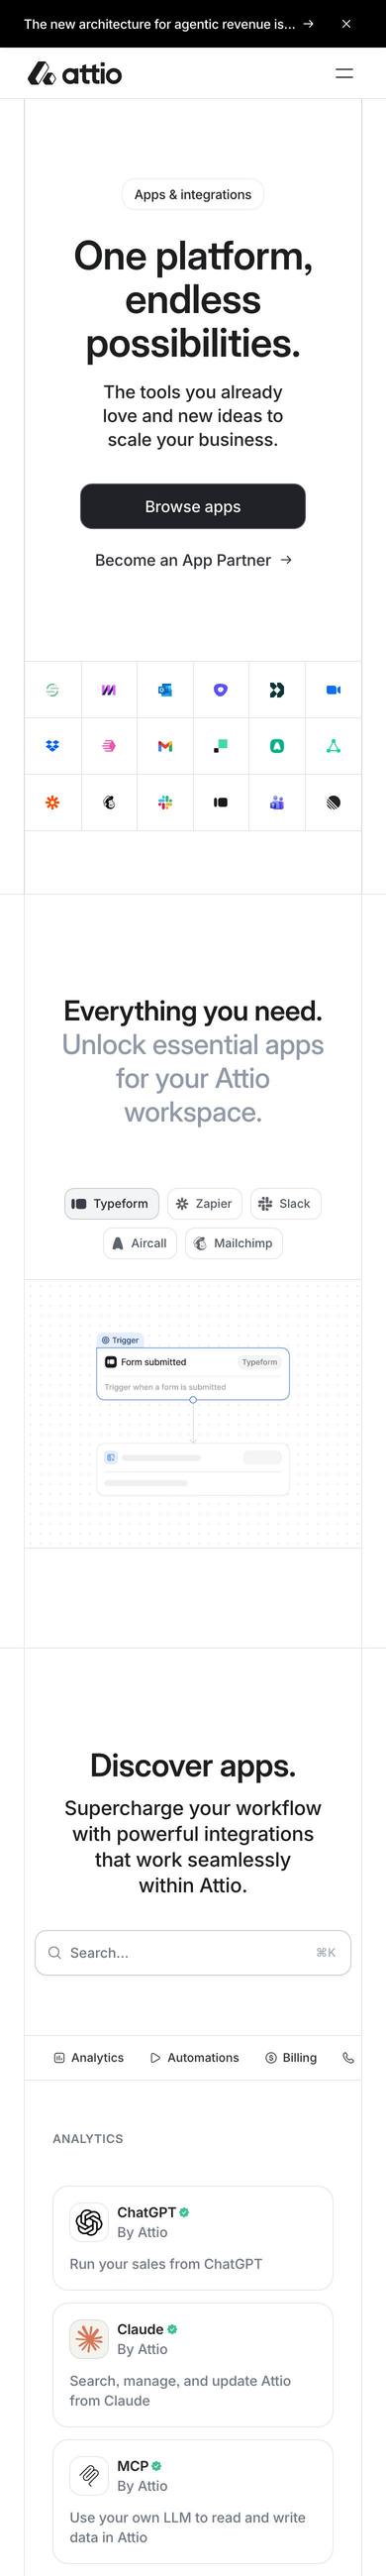 The new architecture for agentic revenue is... →
attio
Apps & integrations
One platform,
endless
possibilities.
The tools you already
love and new ideas to
scale your business.
Browse apps
Become an App Partner →
Everything you need.
Unlock essential apps
for your Attio
workspace.
Typeform
Zapier
Slack
Aircall
Mailchimp
Trigger
Form submitted
Typeform
Trigger when a form is submitted
Discover apps.
Supercharge your workflow
with powerful integrations
that work seamlessly
within Attio.
Search...
⌘K
Analytics
Automations
Billing
ANALYTICS
ChatGPT
By Attio
Run your sales from ChatGPT
Claude
By Attio
Search, manage, and update Attio
from Claude
MCP
By Attio
Use your own LLM to read and write
data in Attio